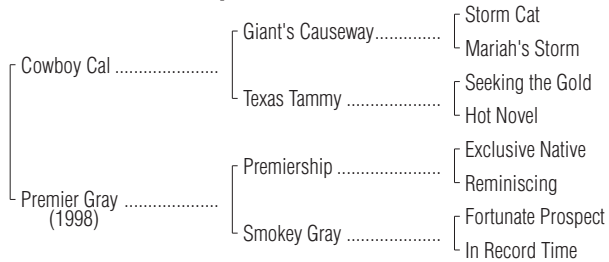 Storm Cat
Giant's Causeway..............
Mariah's Storm
Cowboy Cal ......................
Seeking the Gold
Texas Tammy ....................
Hot Novel
Exclusive Native
Premiership ......................
Reminiscing
Premier Gray ....................
(1998)
Fortunate Prospect
Smokey Gray ....................
In Record Time